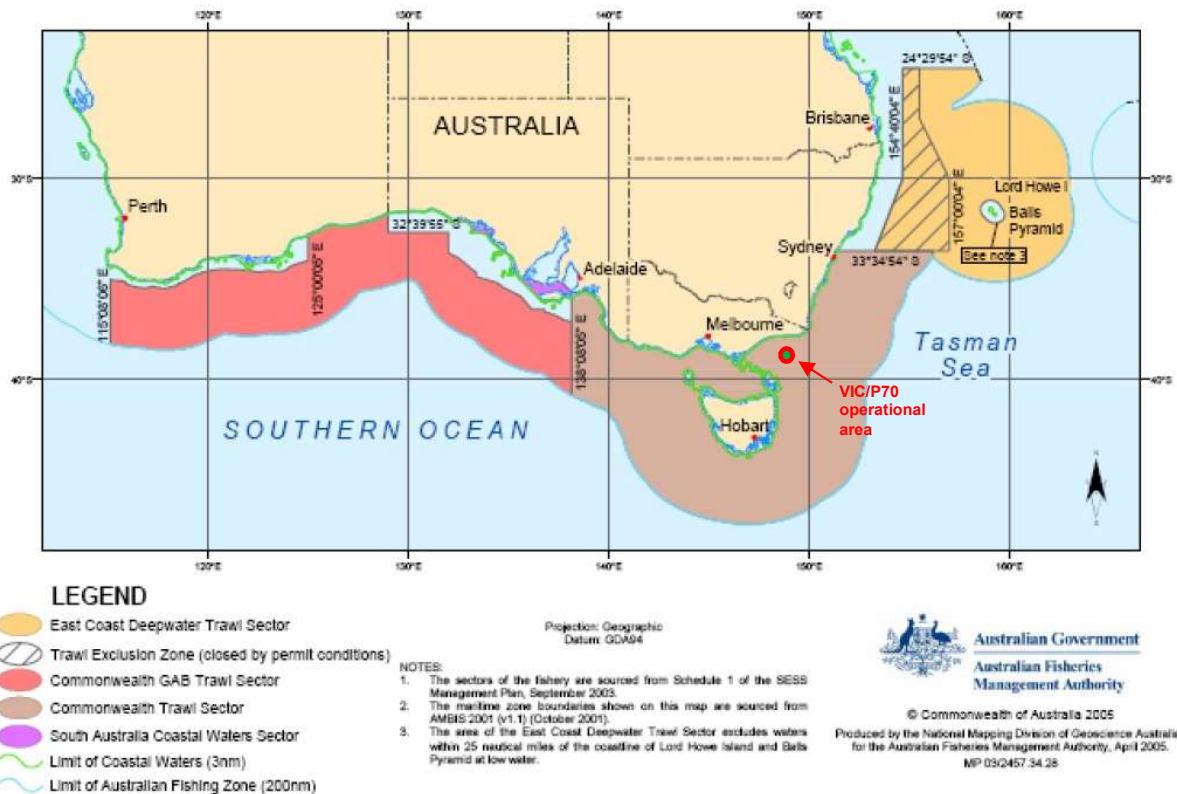 120°E 130°E 140°E 150°E 160°E
24°29'54" S
154°40'04" E
Brisbane
AUSTRALIA
30°S 30°S
Perth
Lord Howe I
Balls
Pyramid
157°00'04" E
See note 3
32°39'55" S
Sydney
33°34'54" S
Adelaide
115°08'06" E
125°00'05" E
138°08'05" E
Melbourne
Tasman
Sea
40°S 40°S
VIC/P70
operational
area
SOUTHERN OCEAN
Hobart
N
S
120°E 130°E 140°E 150°E 160°E
LEGEND
East Coast Deepwater Trawl Sector
Trawl Exclusion Zone (closed by permit conditions)
Commonwealth GAB Trawl Sector
Commonwealth Trawl Sector
South Australia Coastal Waters Sector
Limit of Coastal Waters (3nm)
Limit of Australian Fishing Zone (200nm)
Projection: Geographic
Datum: GDA94
NOTES:
1. The sectors of the fishery are sourced from Schedule 1 of the SESS
Management Plan, September 2003.
2. The maritime zone boundaries shown on this map are sourced from
AMBIS 2001 (v1.1) (October 2001).
3. The area of the East Coast Deepwater Trawl Sector excludes waters
within 25 nautical miles of the coastline of Lord Howe Island and Balls
Pyramid at low water.
Australian Government
Australian Fisheries
Management Authority
© Commonwealth of Australia 2005
Produced by the National Mapping Division of Geoscience Australia
for the Australian Fisheries Management Authority, April 2005.
MP 03/2457.34.28